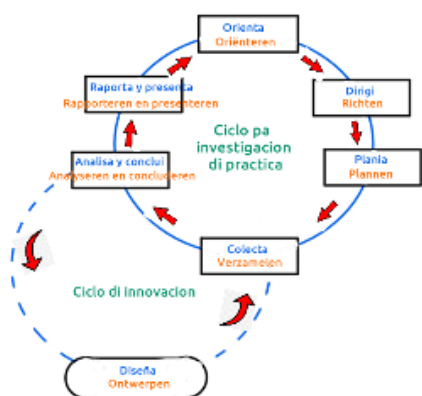 Orienta
Oriënteren
Raporta y presenta
Rapporteren en presenteren
Dirigi
Richten
Ciclo pa
investigacion
di practica
Analisa y conclui
Analyseren en concluderen
Plania
Plannen
Colecta
Verzamelen
Ciclo di innovacion
Diseña
Ontwerpen